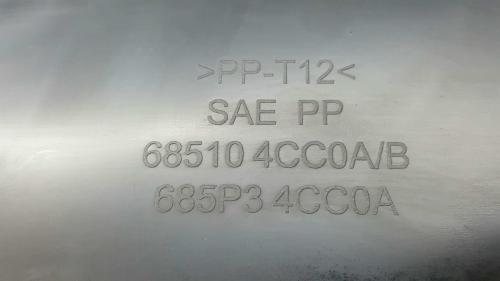 >PP-T12<
SAE PP
68510 4CC0A/B
685P3 4CC0A